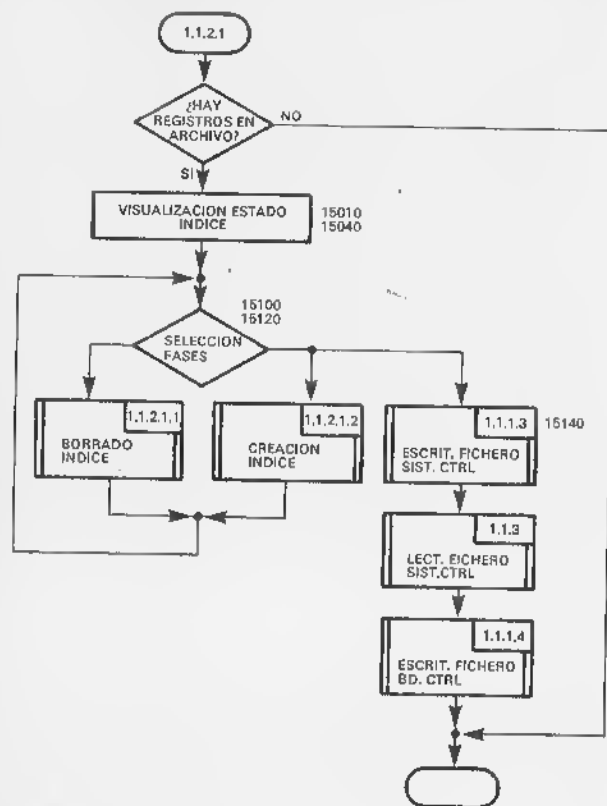 1.1.2.1
¿HAY
REGISTROS EN
ARCHIVO?
NO
SI
VISUALIZACION ESTADO
INDICE
15010
15040
15100
15120
SELECCION
FASES
1.1.2.1.1
BORRADO
INDICE
1.1.2.1.2
CREACION
INDICE
1.1.1.3
15140
ESCRIT. FICHERO
SIST. CTRL
1.1.3
LECT. FICHERO
SIST.CTRL
1.1.1.4
ESCRIT. FICHERO
BD. CTRL